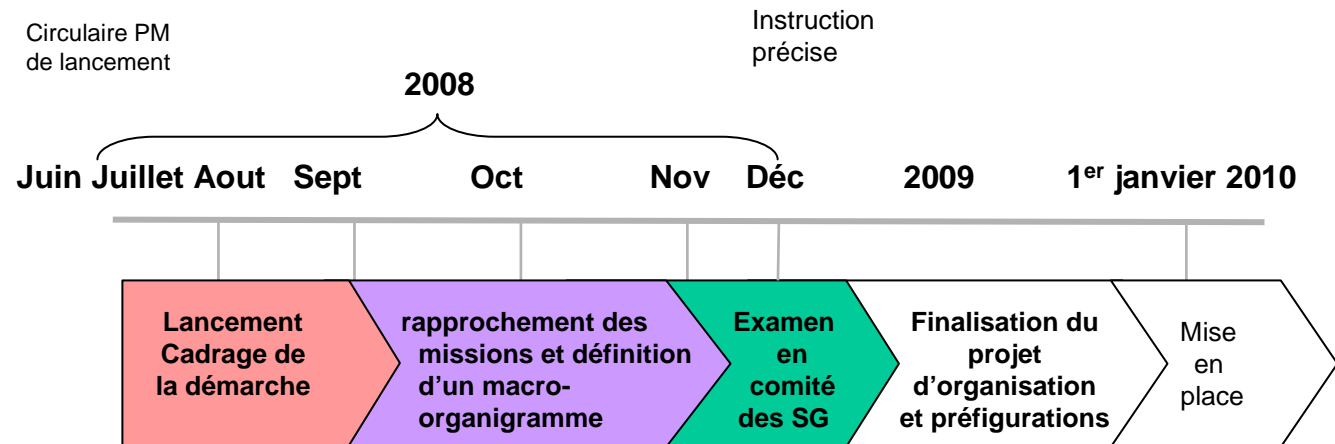 Circulaire PM
de lancement
Instruction
précise
2008
Juin Juillet Aout Sept Oct Nov Déc 2009 1er janvier 2010
Lancement
Cadrage de
la démarche
rapprochement des
missions et définition
d’un macro-
organigramme
Examen
en
comité
des SG
Finalisation du
projet
d’organisation
et préfigurations
Mise
en
place